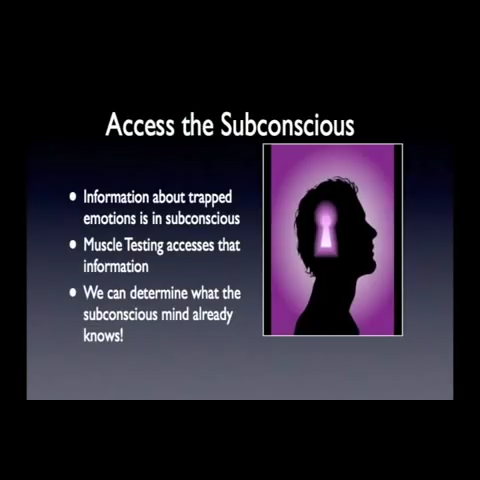 Access the Subconscious
• Information about trapped
emotions is in subconscious
• Muscle Testing accesses that
information
• We can determine what the
subconscious mind already
knows!